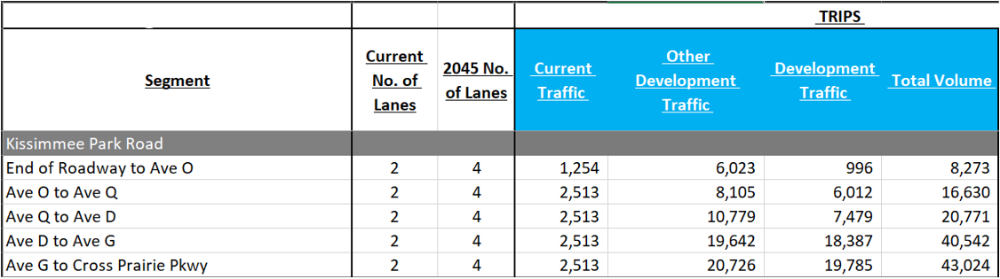 TRIPS
Segment
Current No. of Lanes
2045 No. of Lanes
Current Traffic
Other Development Traffic
Development Traffic
Total Volume
Kissimmee Park Road
End of Roadway to Ave O 2 4 1,254 6,023 996 8,273
Ave O to Ave Q 2 4 2,513 8,105 6,012 16,630
Ave Q to Ave D 2 4 2,513 10,779 7,479 20,771
Ave D to Ave G 2 4 2,513 19,642 18,387 40,542
Ave G to Cross Prairie Pkwy 2 4 2,513 20,726 19,785 43,024